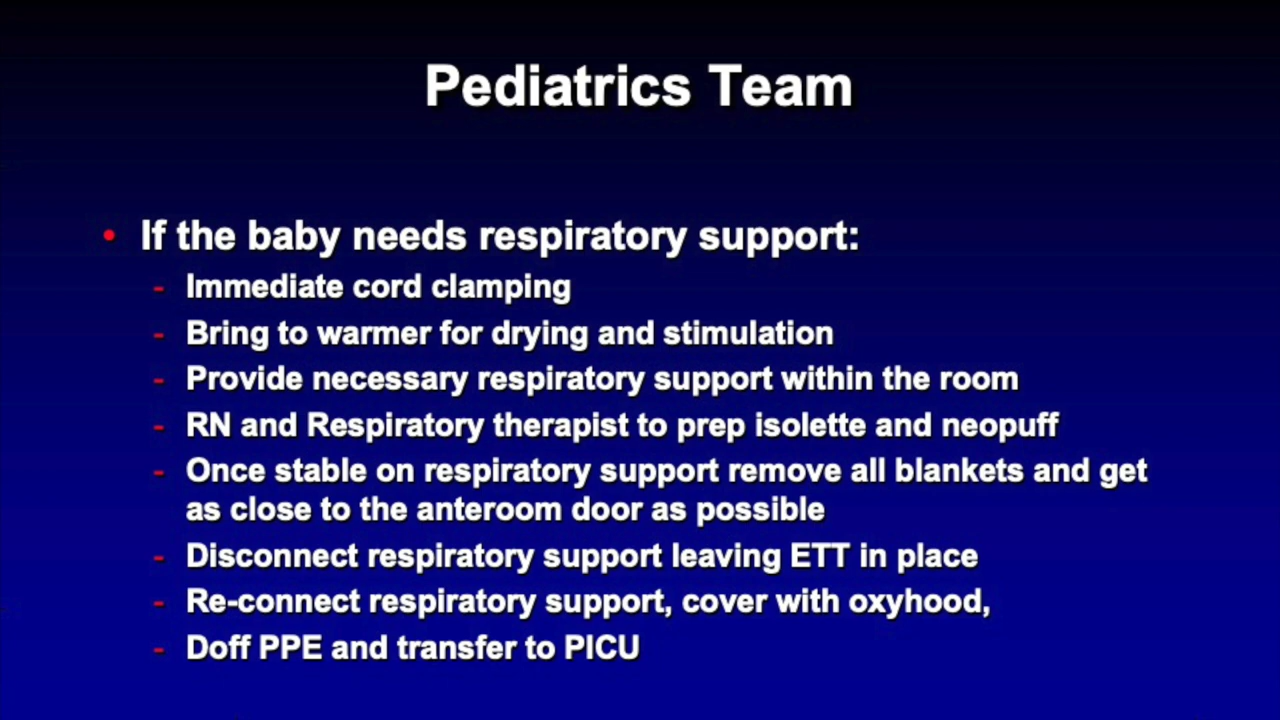 Pediatrics Team
• If the baby needs respiratory support:
- Immediate cord clamping
- Bring to warmer for drying and stimulation
- Provide necessary respiratory support within the room
- RN and Respiratory therapist to prep isolette and neopuff
- Once stable on respiratory support remove all blankets and get
as close to the anteroom door as possible
- Disconnect respiratory support leaving ETT in place
- Re-connect respiratory support, cover with oxyhood,
- Doff PPE and transfer to PICU